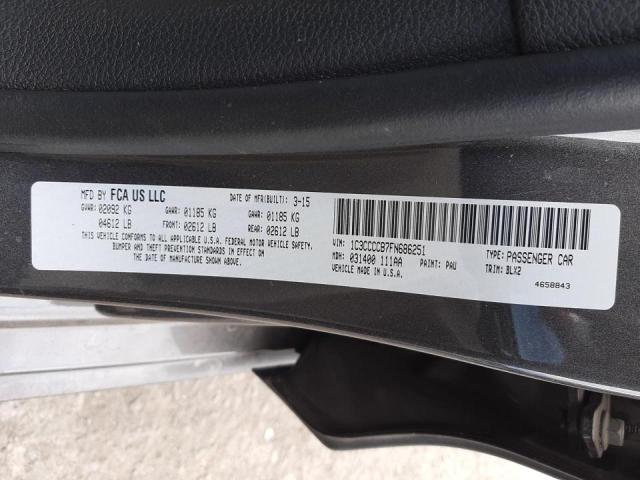 MFD BY FCA US LLC
DATE OF MFR(BUILT): 3-15
GVWR: 02092 KG GAWR: 01185 KG GAWR: 01185 KG
04612 LB FRONT: 02612 LB REAR: 02612 LB
THIS VEHICLE CONFORMS TO ALL APPLICABLE U.S.A. FEDERAL MOTOR VEHICLE SAFETY,
BUMPER AND THEFT PREVENTION STANDARDS IN EFFECT ON
THE DATE OF MANUFACTURE SHOWN ABOVE.
VIN: 1C3CCCCB7FN686251 TYPE: PASSENGER CAR
MDH: 031400 111AA PAINT: PAU TRIM: BLX2
VEHICLE MADE IN U.S.A.
4658843